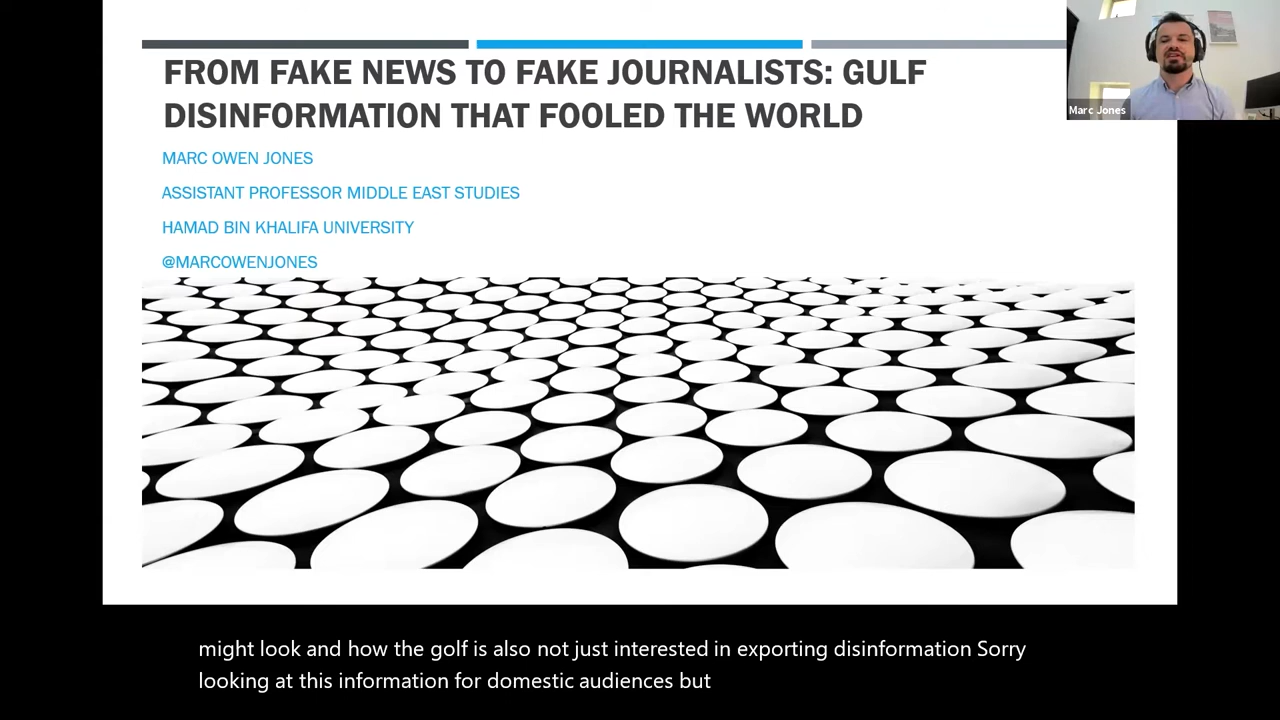 FROM FAKE NEWS TO FAKE JOURNALISTS: GULF
DISINFORMATION THAT FOOLED THE WORLD
MARC OWEN JONES
ASSISTANT PROFESSOR MIDDLE EAST STUDIES
HAMAD BIN KHALIFA UNIVERSITY
@MARCOWENJONES
Marc Jones
might look and how the golf is also not just interested in exporting disinformation Sorry
looking at this information for domestic audiences but